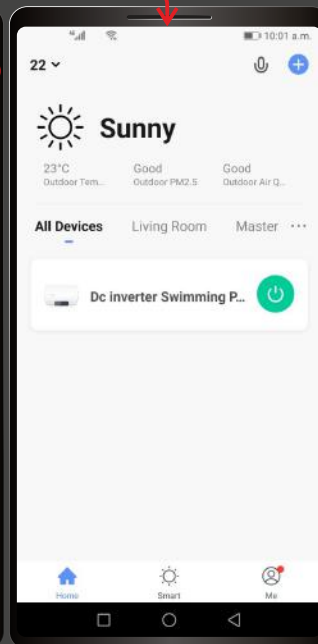 10:01 a.m.
22
Sunny
23°C Good Good
Outdoor Tem... Outdoor PM2.5 Outdoor Air Q...
All Devices Living Room Master ...
Dc inverter Swimming P...
Home Smart Me